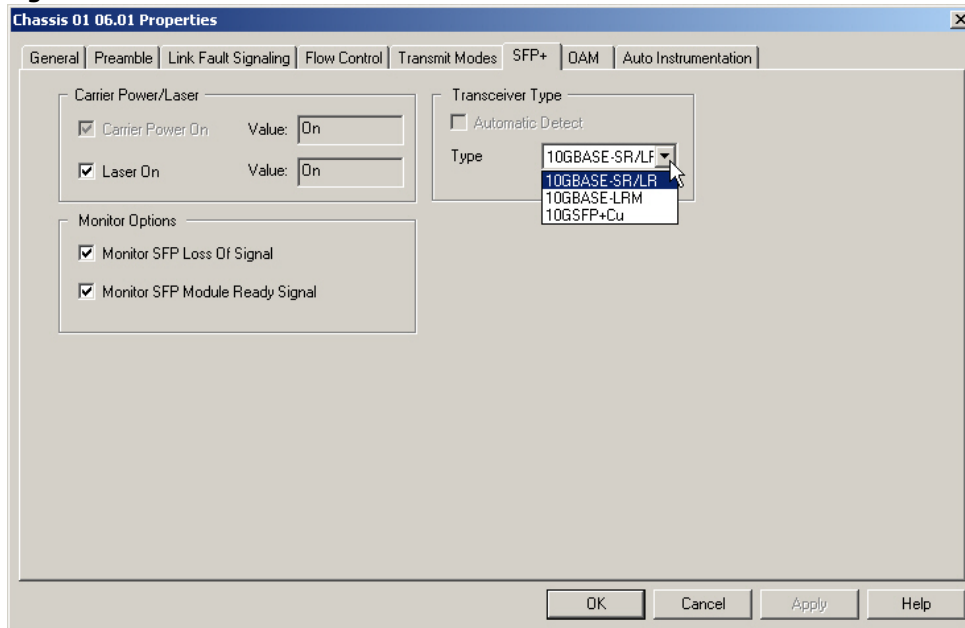 Chassis 01 06.01 Properties
General Preamble Link Fault Signaling Flow Control Transmit Modes SFP+ OAM Auto Instrumentation
Carrier Power/Laser
Carrier Power On Value: On
Laser On Value: On
Monitor Options
Monitor SFP Loss Of Signal
Monitor SFP Module Ready Signal
Transceiver Type
Automatic Detect
Type 10GBASE-SR/LR
10GBASE-SR/LR
10GBASE-LRM
10GSFP+Cu
OK Cancel Apply Help